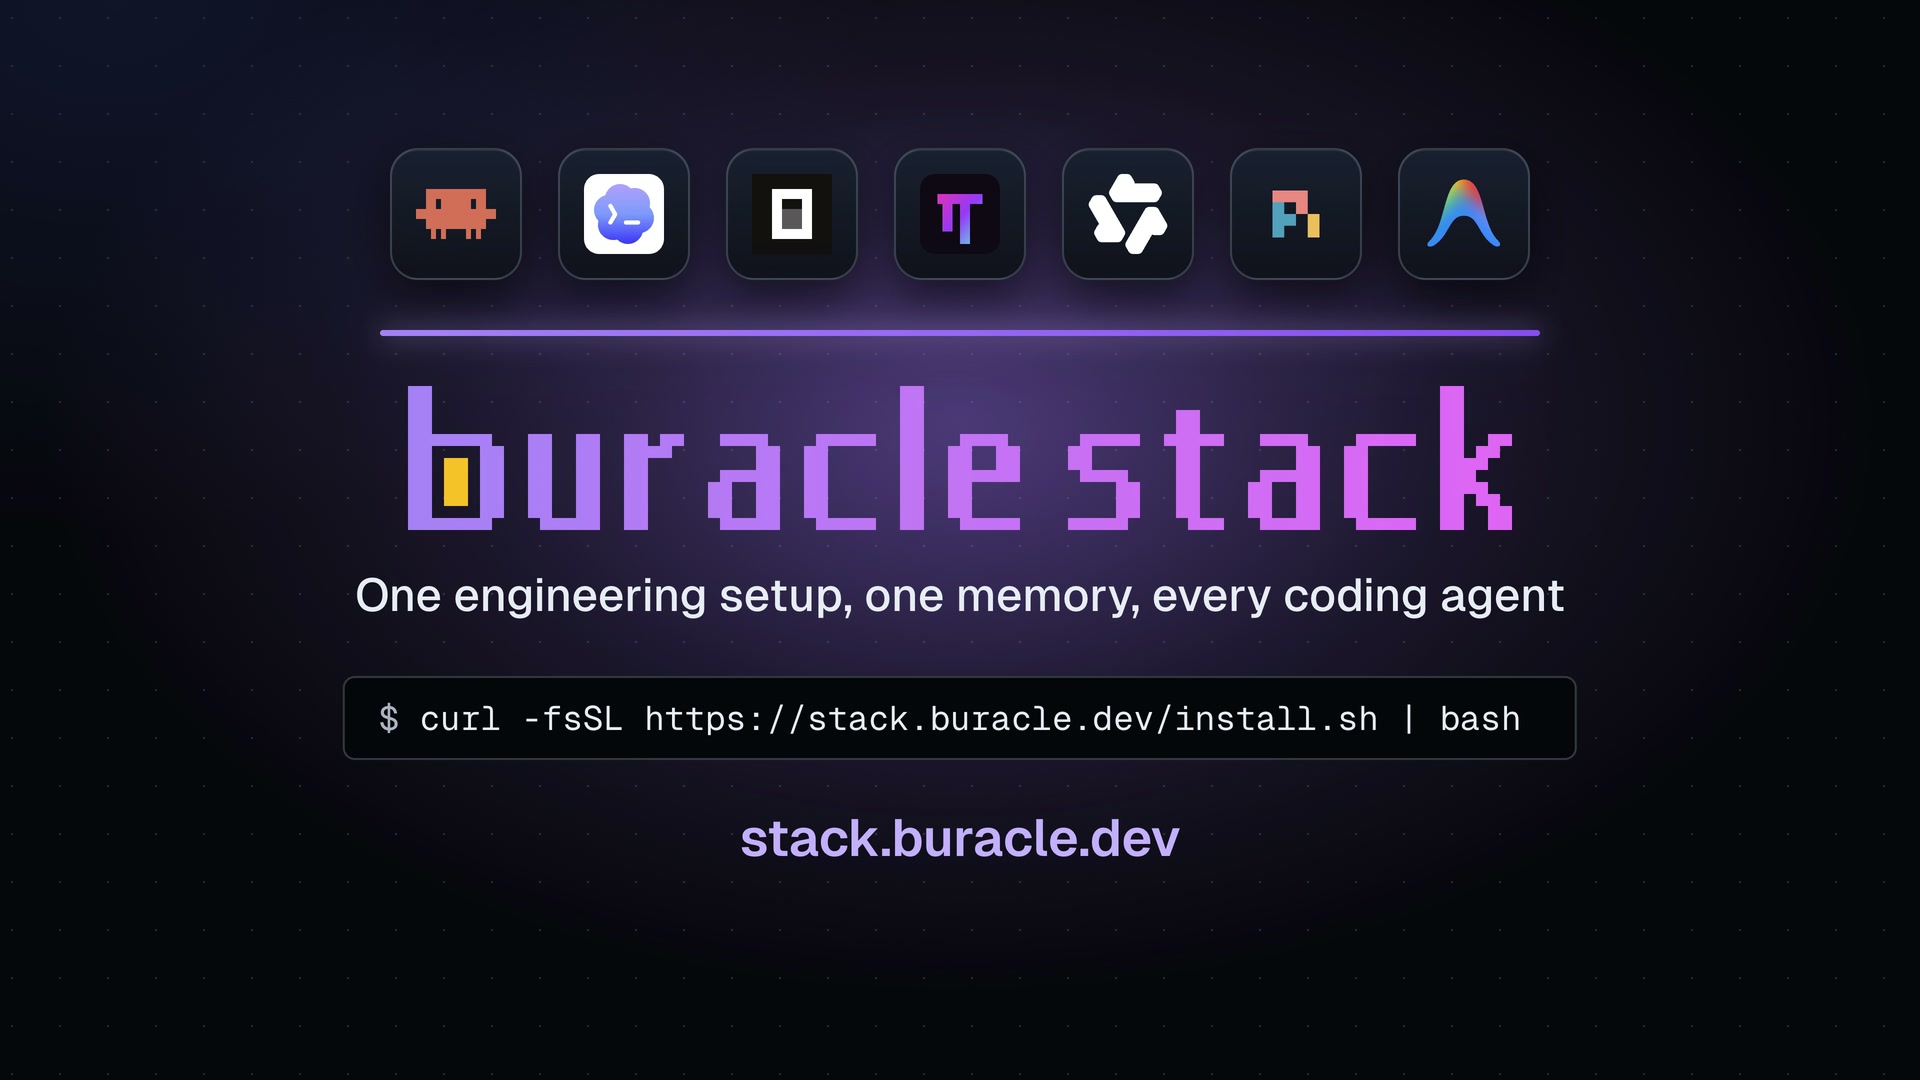 buracle stack
One engineering setup, one memory, every coding agent
$ curl -fsSL https://stack.buracle.dev/install.sh | bash
stack.buracle.dev